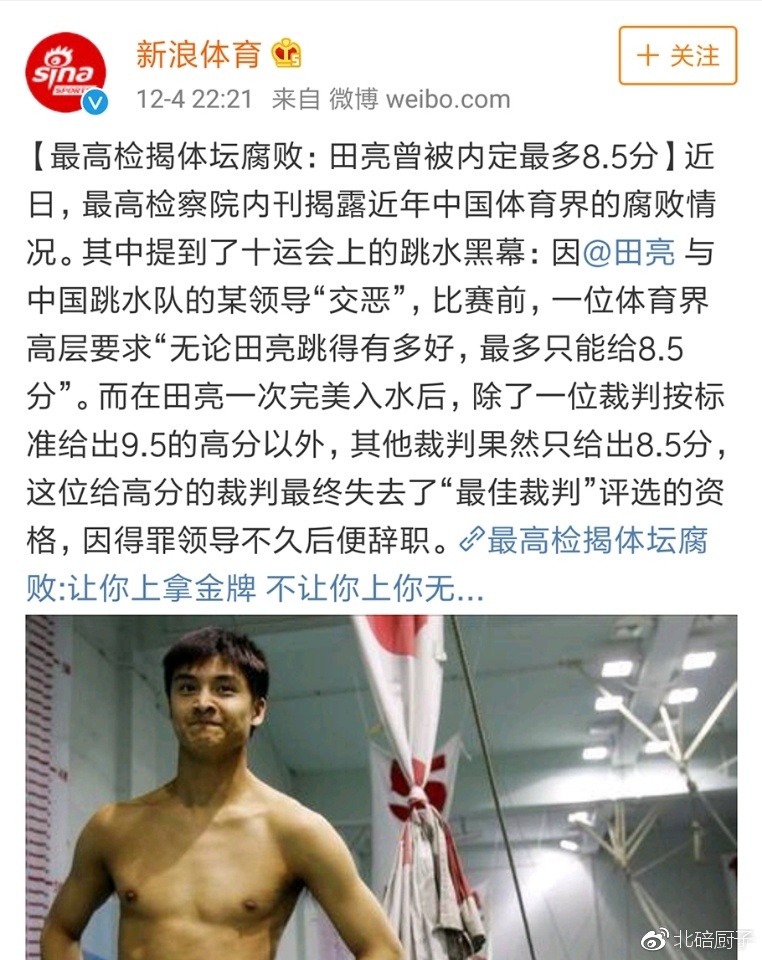 sina
SPORTS
新浪体育
12-4 22:21 来自 微博 weibo.com
+ 关注
【最高检揭体坛腐败：田亮曾被内定最多8.5分】近
日，最高检察院内刊揭露近年中国体育界的腐败情
况。其中提到了十运会上的跳水黑幕：因@田亮 与
中国跳水队的某领导“交恶”，比赛前，一位体育界
高层要求“无论田亮跳得有多好，最多只能给8.5
分”。而在田亮一次完美入水后，除了一位裁判按标
准给出9.5的高分以外，其他裁判果然只给出8.5分，
这位给高分的裁判最终失去了“最佳裁判”评选的资
格，因得罪领导不久后便辞职。最高检揭体坛腐
败:让你上拿金牌 不让你上你无...
北碚厨子